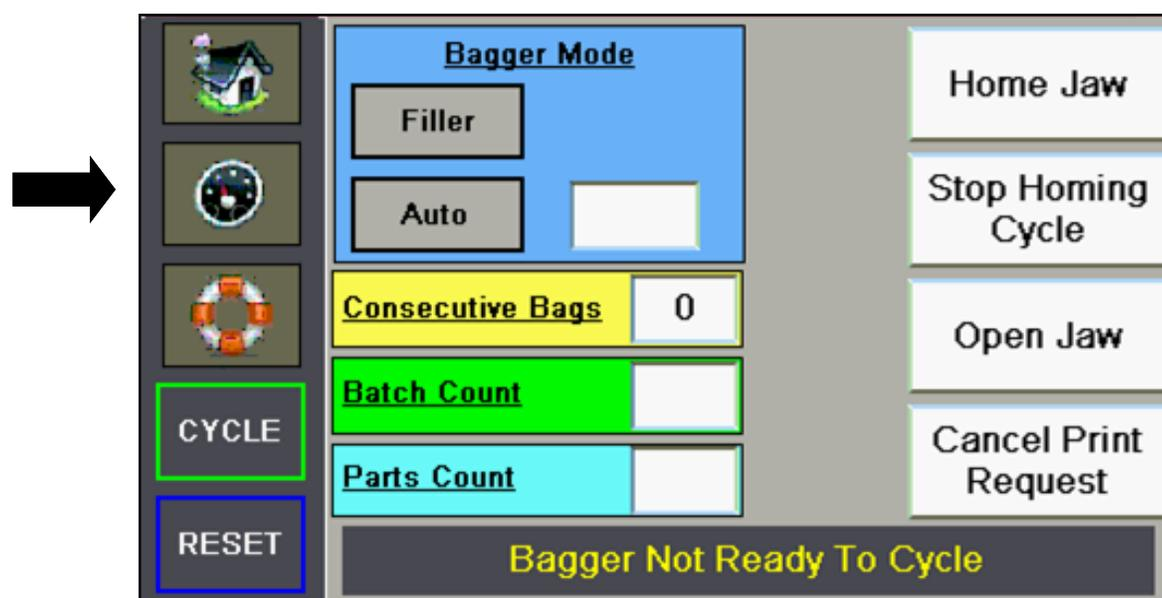 Bagger Mode
Filler
Auto
Consecutive Bags 0
Batch Count
Parts Count
CYCLE
RESET
Home Jaw
Stop Homing
Cycle
Open Jaw
Cancel Print
Request
Bagger Not Ready To Cycle